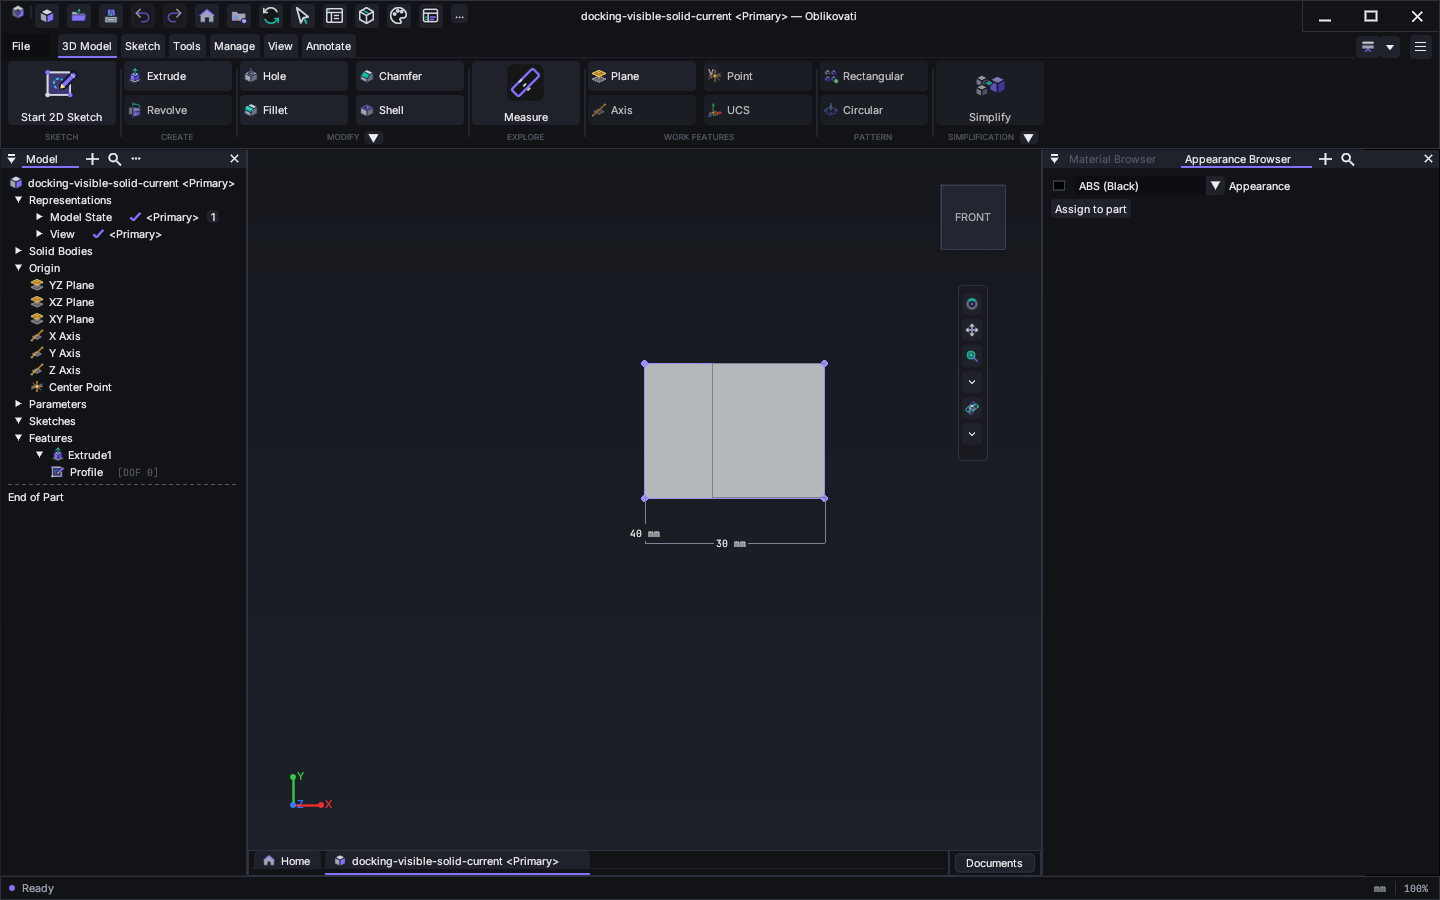 docking-visible-solid-current <Primary> — Oblikovati
File
3D Model
Sketch
Tools
Manage
View
Annotate
Start 2D Sketch
SKETCH
Extrude
Revolve
CREATE
Hole
Chamfer
Fillet
Shell
MODIFY
Measure
EXPLORE
Plane
Point
Axis
UCS
WORK FEATURES
Rectangular
Circular
PATTERN
Simplify
SIMPLIFICATION
Model
docking-visible-solid-current <Primary>
Representations
Model State <Primary> 1
View <Primary>
Solid Bodies
Origin
YZ Plane
XZ Plane
XY Plane
X Axis
Y Axis
Z Axis
Center Point
Parameters
Sketches
Features
Extrude1
Profile [DOF 0]
End of Part
FRONT
40 mm
30 mm
Y
Z
X
Material Browser
Appearance Browser
ABS (Black)
Appearance
Assign to part
Home
docking-visible-solid-current <Primary>
Documents
Ready
mm
100%